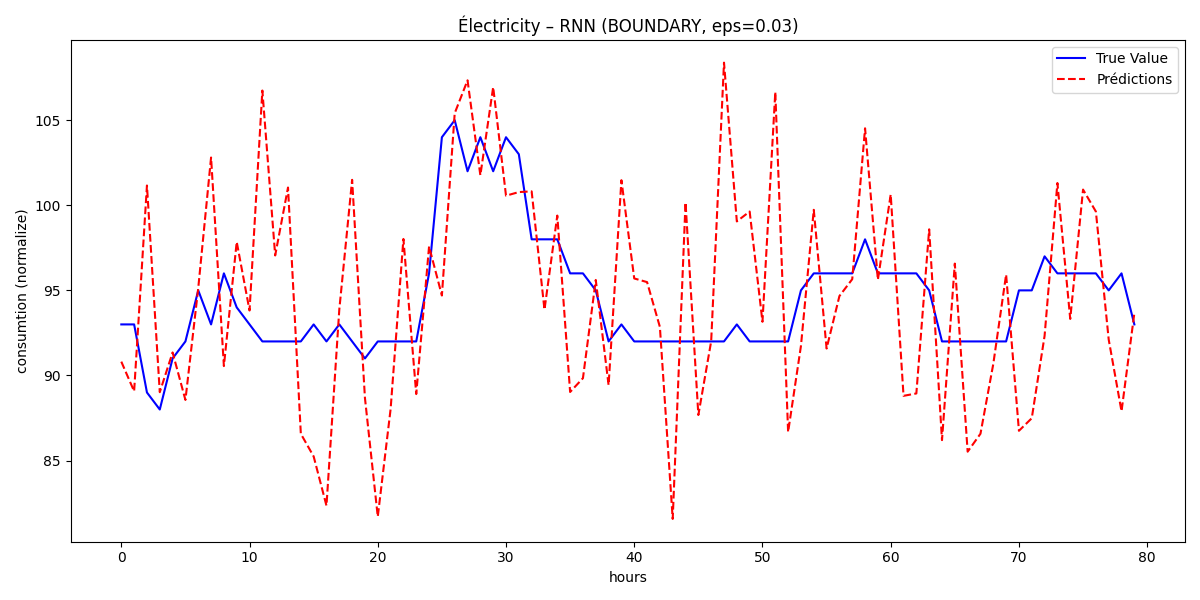 Électricity – RNN (BOUNDARY, eps=0.03)
True Value
Prédictions
consumtion (normalize)
105
100
95
90
85
0 10 20 30 40 50 60 70 80
hours